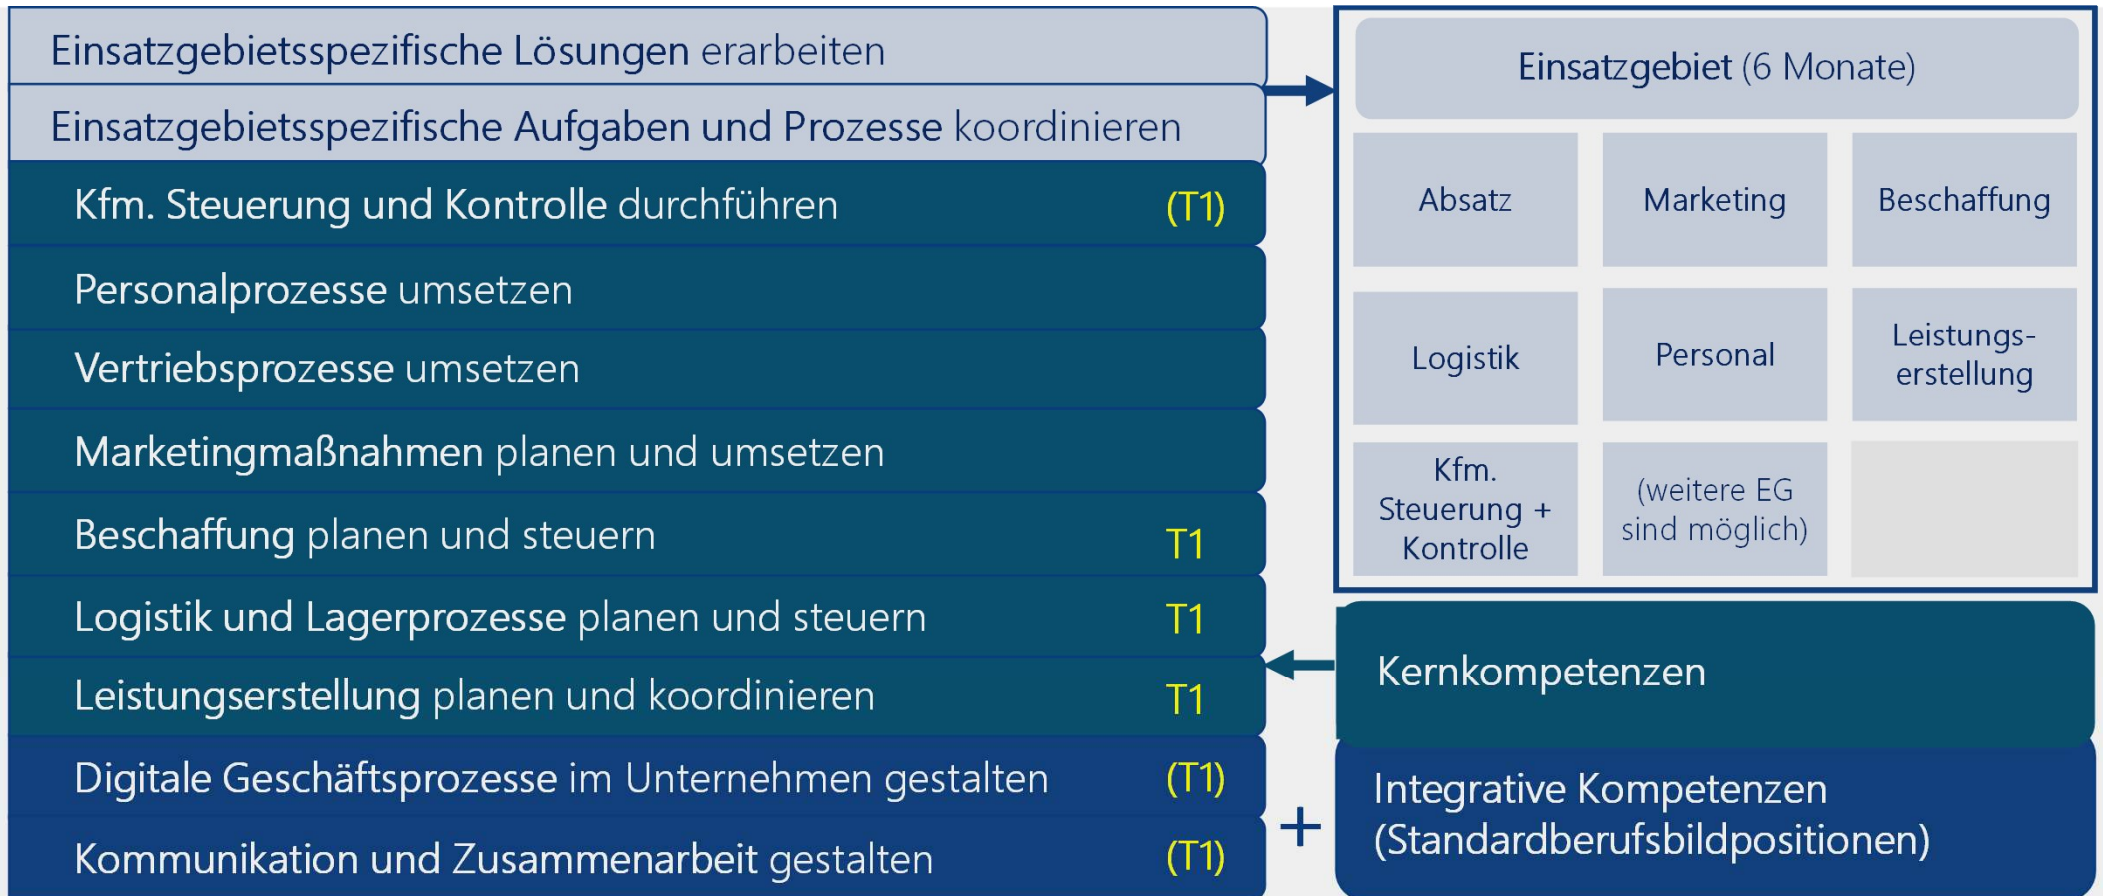 Einsatzgebietsspezifische Lösungen erarbeiten
Einsatzgebietsspezifische Aufgaben und Prozesse koordinieren
Kfm. Steuerung und Kontrolle durchführen (T1)
Personalprozesse umsetzen
Vertriebsprozesse umsetzen
Marketingmaßnahmen planen und umsetzen
Beschaffung planen und steuern T1
Logistik und Lagerprozesse planen und steuern T1
Leistungserstellung planen und koordinieren T1
Digitale Geschäftsprozesse im Unternehmen gestalten (T1)
Kommunikation und Zusammenarbeit gestalten (T1)
Einsatzgebiet (6 Monate)
Absatz
Marketing
Beschaffung
Logistik
Personal
Leistungs-
erstellung
Kfm.
Steuerung +
Kontrolle
(weitere EG
sind möglich)
Kernkompetenzen
+
Integrative Kompetenzen
(Standardberufsbildpositionen)